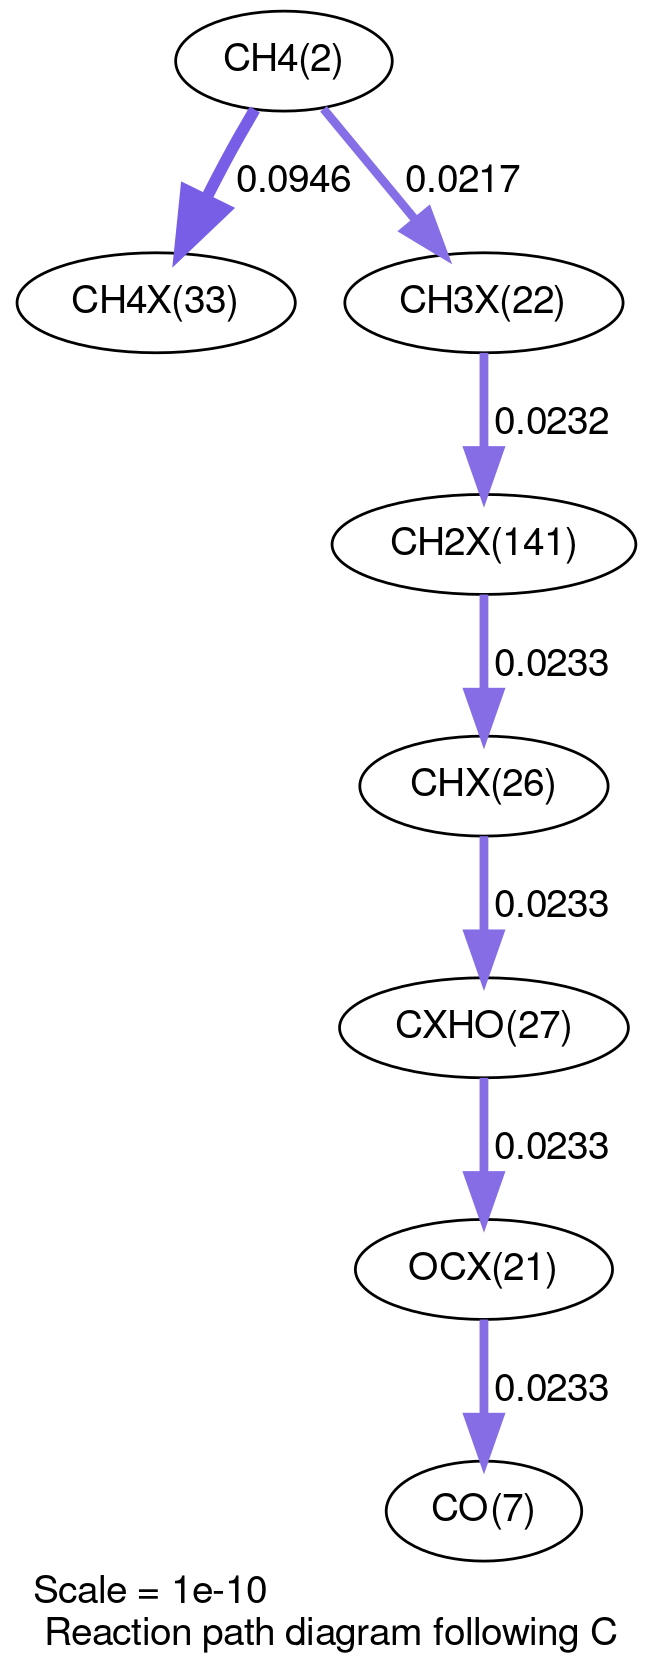 CH4(2)
0.0946
0.0217
CH4X(33)
CH3X(22)
0.0232
CH2X(141)
0.0233
CHX(26)
0.0233
CXHO(27)
0.0233
OCX(21)
0.0233
CO(7)
Scale = 1e-10
Reaction path diagram following C